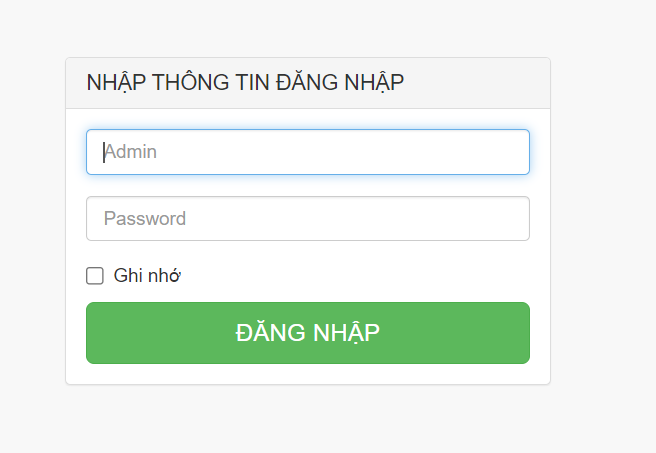 NHẬP THÔNG TIN ĐĂNG NHẬP
Admin
Password
Ghi nhớ
ĐĂNG NHẬP